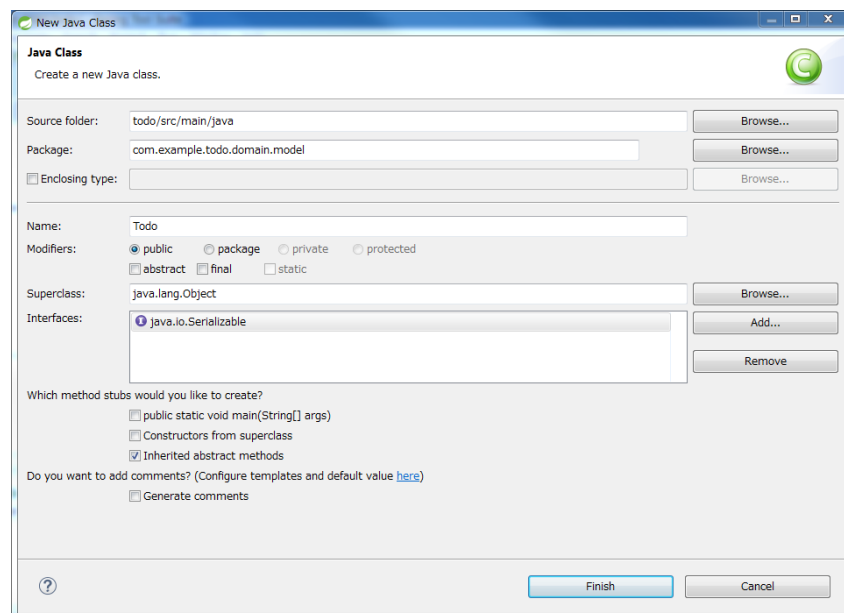 New Java Class
Java Class
Create a new Java class.
Source folder: todo/src/main/java Browse...
Package: com.example.todo.domain.model Browse...
Enclosing type: Browse...
Name: Todo
Modifiers: public package private protected
abstract final static
Superclass: java.lang.Object Browse...
Interfaces: java.io.Serializable Add...
Remove
Which method stubs would you like to create?
public static void main(String[] args)
Constructors from superclass
Inherited abstract methods
Do you want to add comments? (Configure templates and default value here)
Generate comments
Finish Cancel